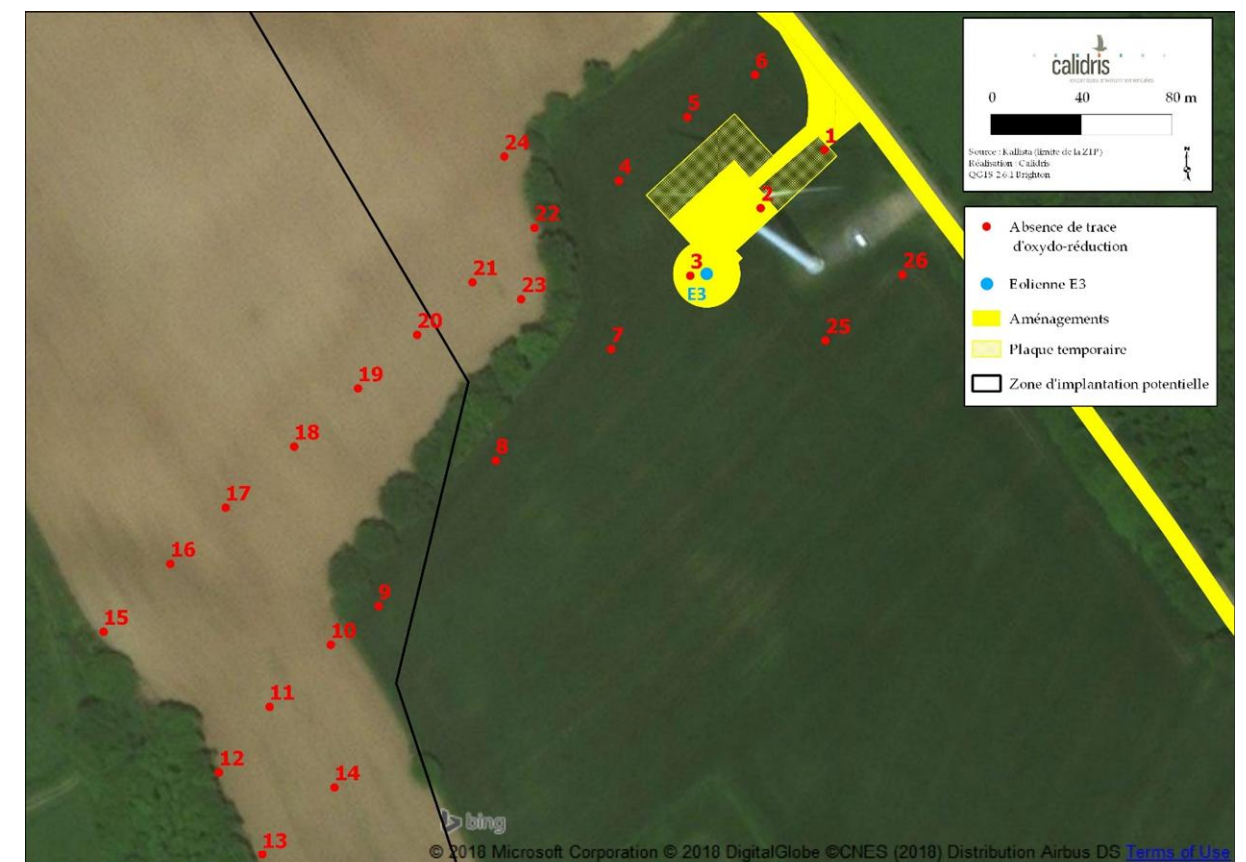 6
5
1
24
4
2
22
3
26
21
E3
23
20
25
7
19
18
8
17
16
9
15
10
11
12
14
13
calidris
0 40 80 m
Source : Kallista (limite de la ZIP)
Réalisation : Calidris
QGIS 2.6.1 Brighton
N
Absence de trace
d'oxydo-réduction
Eolienne E3
Aménagements
Plaque temporaire
Zone d'implantation potentielle
bing
© 2018 Microsoft Corporation © 2018 DigitalGlobe ©CNES (2018) Distribution Airbus DS Terms of Use